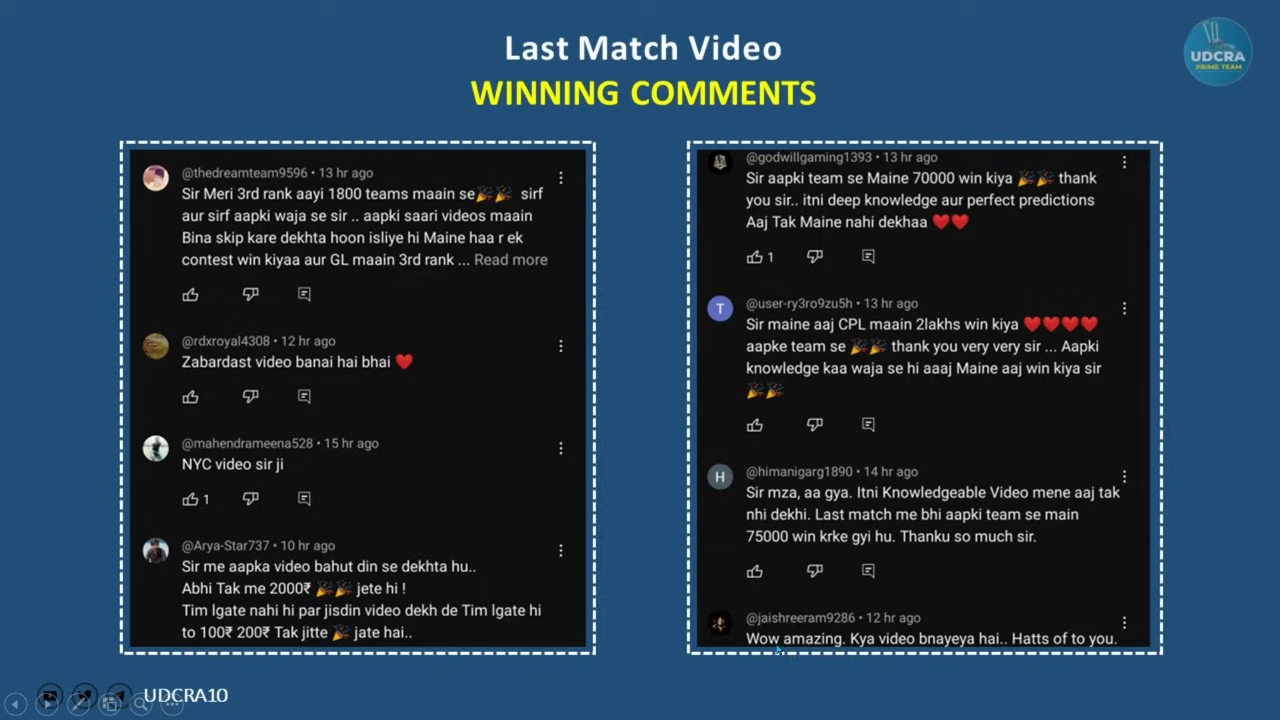 Last Match Video
WINNING COMMENTS
UDCRA
PRIME TEAM
@thedreamteam9596 • 13 hr ago
Sir Meri 3rd rank aayi 1800 teams maain se🎉🎉 sirf
aur sirf aapki waja se sir .. aapki saari videos maain
Bina skip kare dekhta hoon isliye hi Maine haa r ek
contest win kiyaa aur GL maain 3rd rank ... Read more
@rdxroyal4308 • 12 hr ago
Zabardast video banai hai bhai ❤️
@mahendrameena528 • 15 hr ago
NYC video sir ji
1
@Arya-Star737 • 10 hr ago
Sir me aapka video bahut din se dekhta hu..
Abhi Tak me 2000₹ 🎉🎉 jete hi !
Tim lgate nahi hi par jisdin video dekh de Tim lgate hi
to 100₹ 200₹ Tak jitte 🎉 jate hai..
@godwillgaming1393 • 13 hr ago
Sir aapki team se Maine 70000 win kiya 🎉🎉 thank
you sir.. itni deep knowledge aur perfect predictions
Aaj Tak Maine nahi dekhaa ❤️❤️
1
T
@user-ry3ro9zu5h • 13 hr ago
Sir maine aaj CPL maain 2lakhs win kiya ❤️❤️❤️❤️
aapke team se 🎉🎉 thank you very very sir ... Aapki
knowledge kaa waja se hi aaaj Maine aaj win kiya sir
🎉🎉
H
@himanigarg1890 • 14 hr ago
Sir mza, aa gya. Itni Knowledgeable Video mene aaj tak
nhi dekhi. Last match me bhi aapki team se main
75000 win krke gyi hu. Thanku so much sir.
@jaishreeram9286 • 12 hr ago
Wow amazing. Kya video bnayeya hai.. Hatts of to you.
UDCRA10